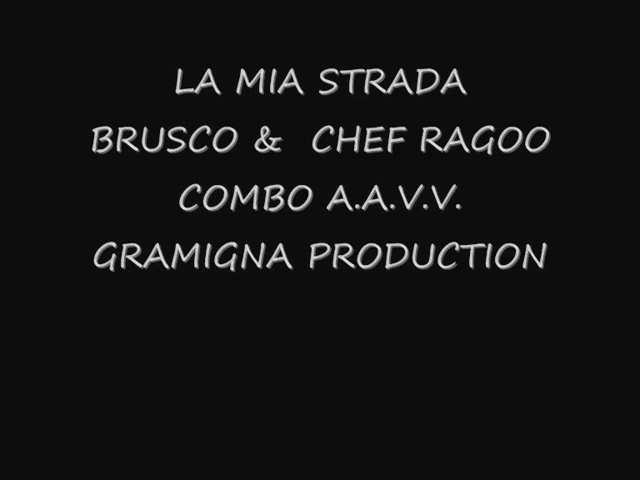 LA MIA STRADA
BRUSCO & CHEF RAGOO
COMBO A.A.V.V.
GRAMIGNA PRODUCTION